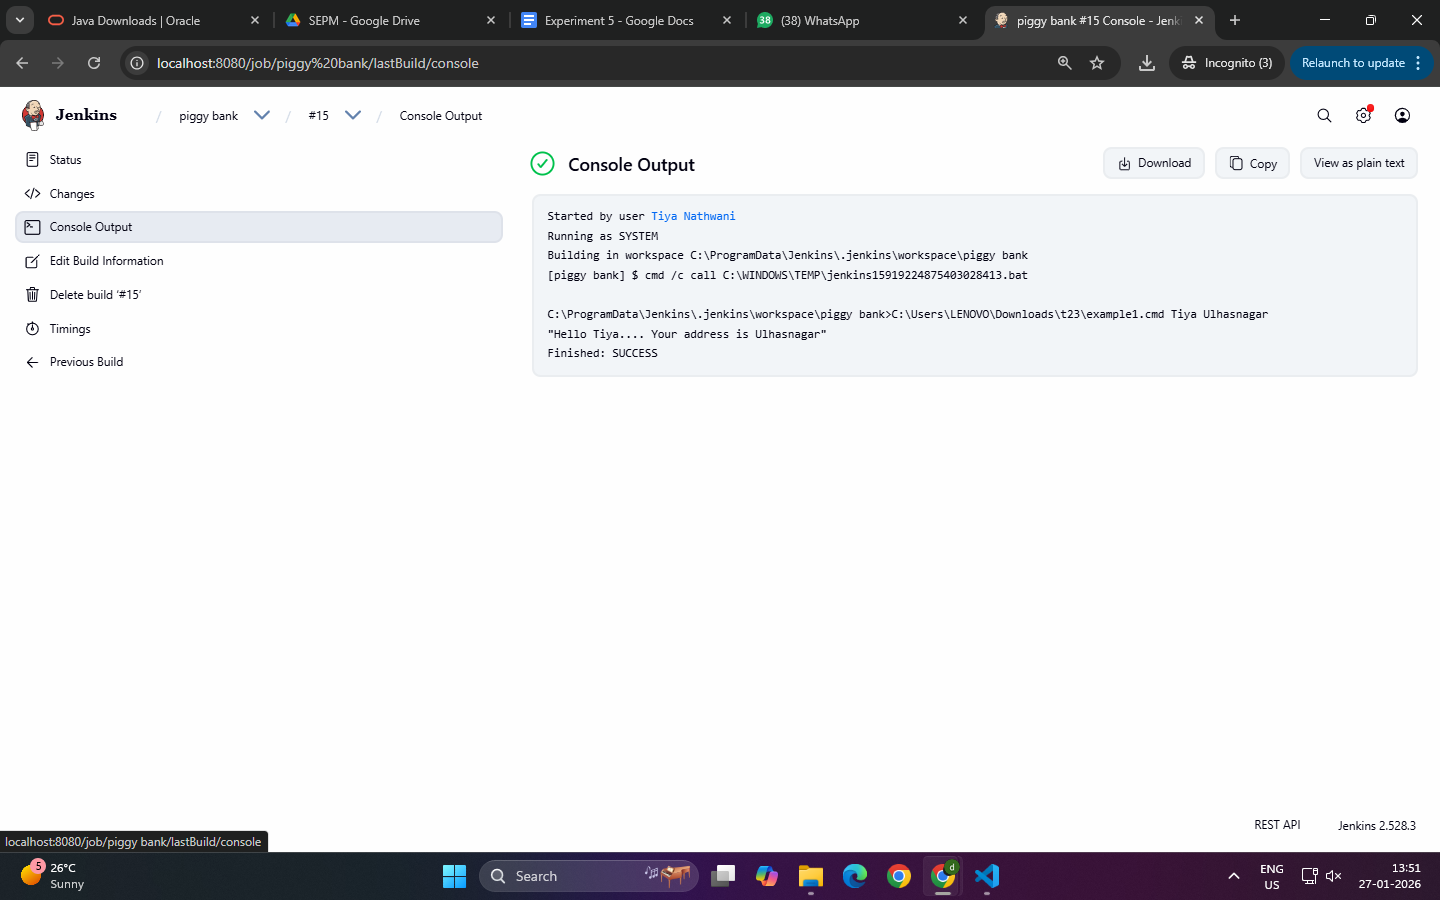 Java Downloads | Oracle
SEPM - Google Drive
Experiment 5 - Google Docs
38
(38) WhatsApp
piggy bank #15 Console - Jenki
localhost:8080/job/piggy%20bank/lastBuild/console
Incognito (3)
Relaunch to update
Jenkins / piggy bank / #15 / Console Output
Status
Changes
Console Output
Edit Build Information
Delete build ‘#15’
Timings
Previous Build
Console Output
Download
Copy
View as plain text
Started by user Tiya Nathwani
Running as SYSTEM
Building in workspace C:\ProgramData\Jenkins\.jenkins\workspace\piggy bank
[piggy bank] $ cmd /c call C:\WINDOWS\TEMP\jenkins15919224875403028413.bat
C:\ProgramData\Jenkins\.jenkins\workspace\piggy bank>C:\Users\LENOVO\Downloads\t23\example1.cmd Tiya Ulhasnagar
"Hello Tiya.... Your address is Ulhasnagar"
Finished: SUCCESS
REST API
Jenkins 2.528.3
localhost:8080/job/piggy bank/lastBuild/console
5
26°C
Sunny
Search
d
ENG
US
13:51
27-01-2026